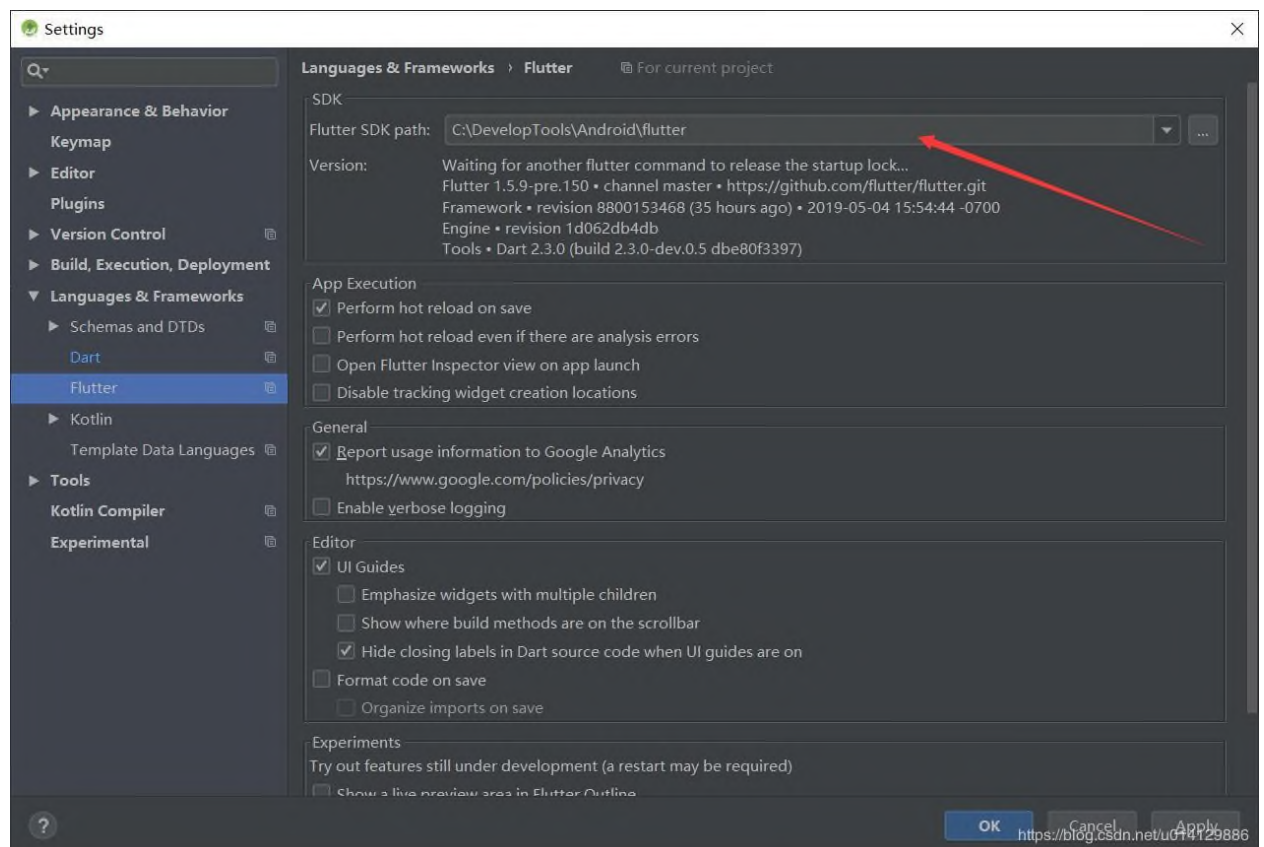 Settings
Languages & Frameworks › Flutter For current project
Appearance & Behavior
Keymap
Editor
Plugins
Version Control
Build, Execution, Deployment
Languages & Frameworks
Schemas and DTDs
Dart
Flutter
Kotlin
Template Data Languages
Tools
Kotlin Compiler
Experimental
SDK
Flutter SDK path: C:\DevelopTools\Android\flutter ...
Version: Waiting for another flutter command to release the startup lock...
Flutter 1.5.9-pre.150 • channel master • https://github.com/flutter/flutter.git
Framework • revision 8800153468 (35 hours ago) • 2019-05-04 15:54:44 -0700
Engine • revision 1d062db4db
Tools • Dart 2.3.0 (build 2.3.0-dev.0.5 dbe80f3397)
App Execution
Perform hot reload on save
Perform hot reload even if there are analysis errors
Open Flutter Inspector view on app launch
Disable tracking widget creation locations
General
Report usage information to Google Analytics
https://www.google.com/policies/privacy
Enable verbose logging
Editor
UI Guides
Emphasize widgets with multiple children
Show where build methods are on the scrollbar
Hide closing labels in Dart source code when UI guides are on
Format code on save
Organize imports on save
Experiments
Try out features still under development (a restart may be required)
Show a live preview area in Flutter Outline
?
OK Cancel Apply
https://blog.csdn.net/u014129886